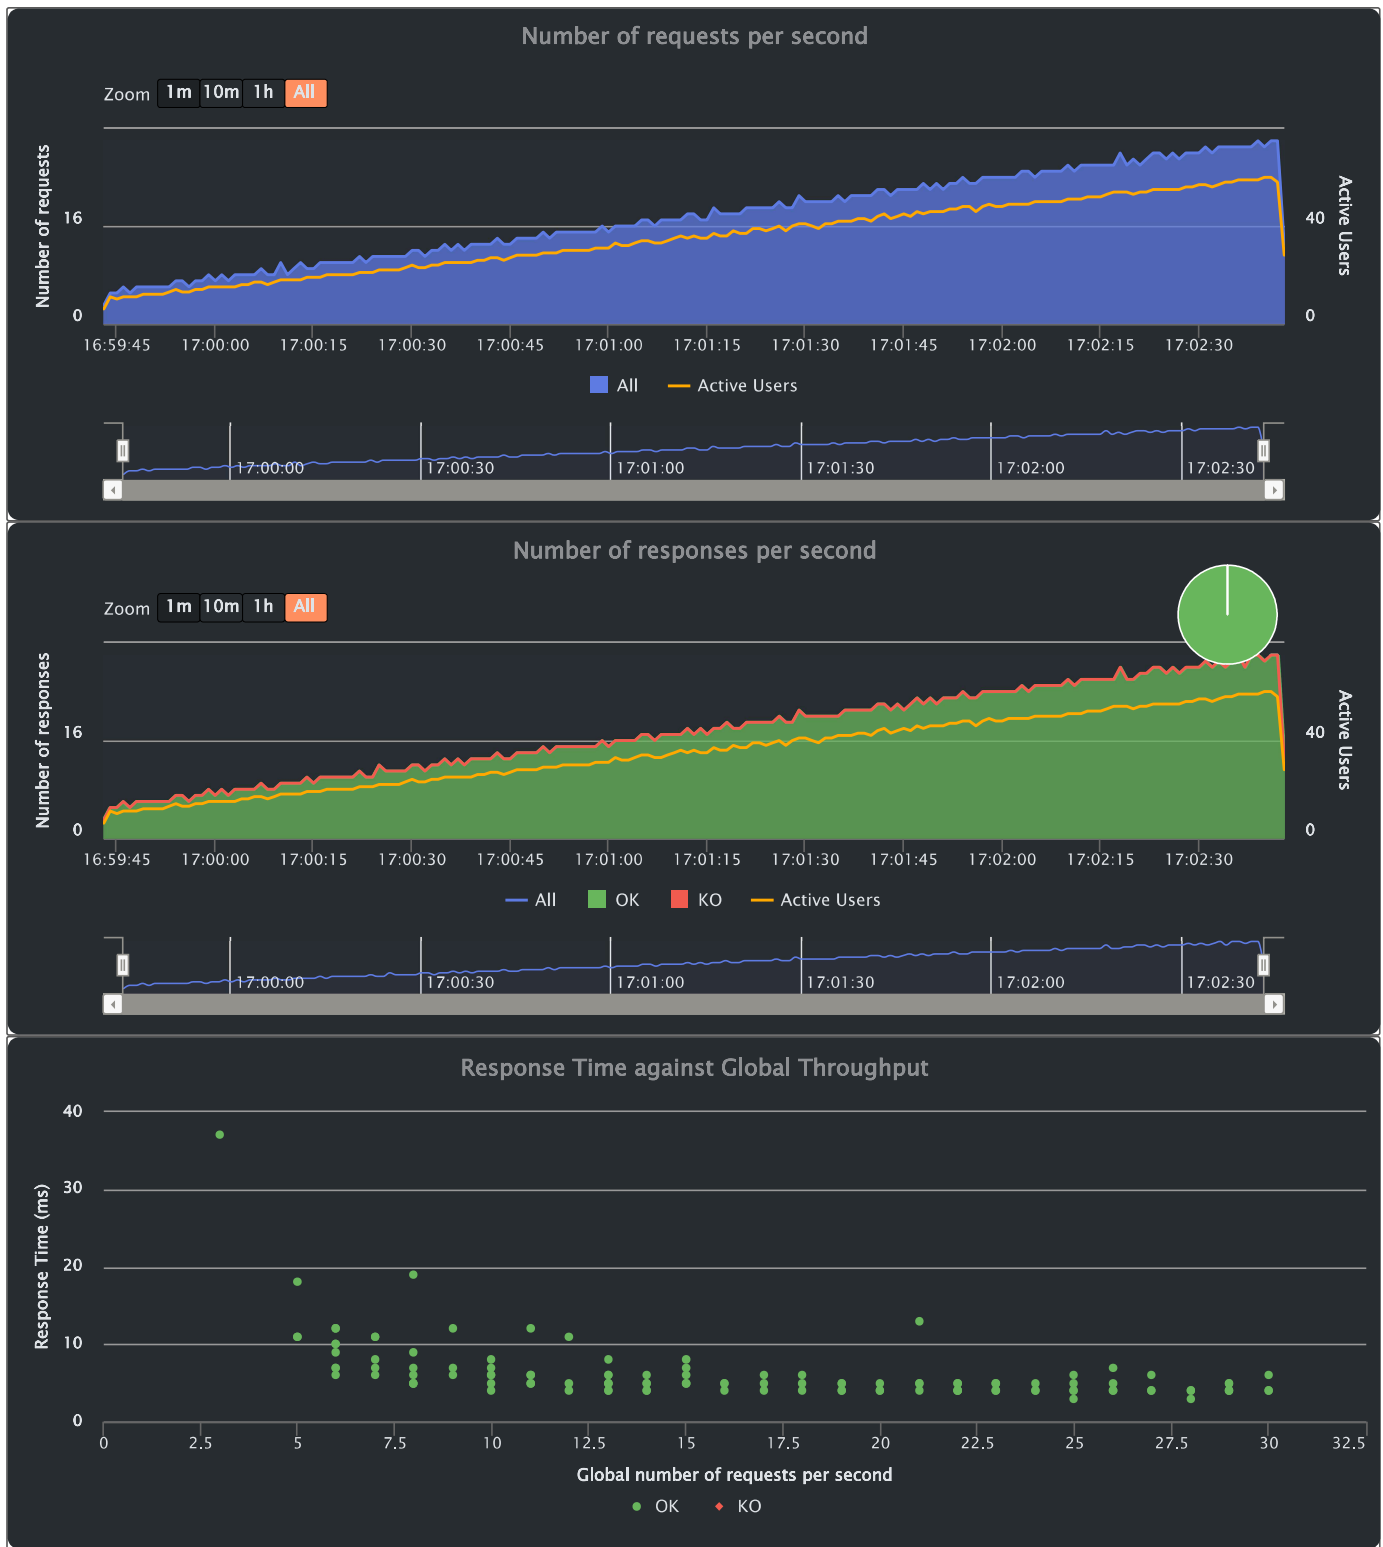 Number of requests per second
Zoom 1m 10m 1h All
Number of requests
Active Users
16
40
0
0
16:59:45 17:00:00 17:00:15 17:00:30 17:00:45 17:01:00 17:01:15 17:01:30 17:01:45 17:02:00 17:02:15 17:02:30
All Active Users
17:00:00 17:00:30 17:01:00 17:01:30 17:02:00 17:02:30
Number of responses per second
Zoom 1m 10m 1h All
Number of responses
Active Users
16
40
0
0
16:59:45 17:00:00 17:00:15 17:00:30 17:00:45 17:01:00 17:01:15 17:01:30 17:01:45 17:02:00 17:02:15 17:02:30
All OK KO Active Users
17:00:00 17:00:30 17:01:00 17:01:30 17:02:00 17:02:30
Response Time against Global Throughput
Response Time (ms)
40
30
20
10
0
0 2.5 5 7.5 10 12.5 15 17.5 20 22.5 25 27.5 30 32.5
Global number of requests per second
OK KO